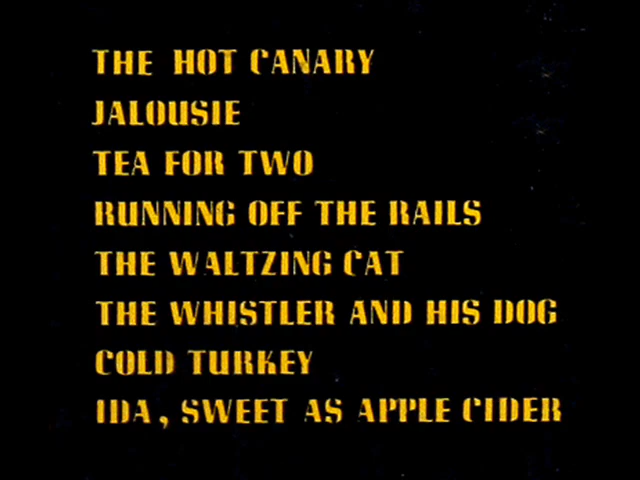 THE HOT CANARY
JALOUSIE
TEA FOR TWO
RUNNING OFF THE RAILS
THE WALTZING CAT
THE WHISTLER AND HIS DOG
COLD TURKEY
IDA, SWEET AS APPLE CIDER